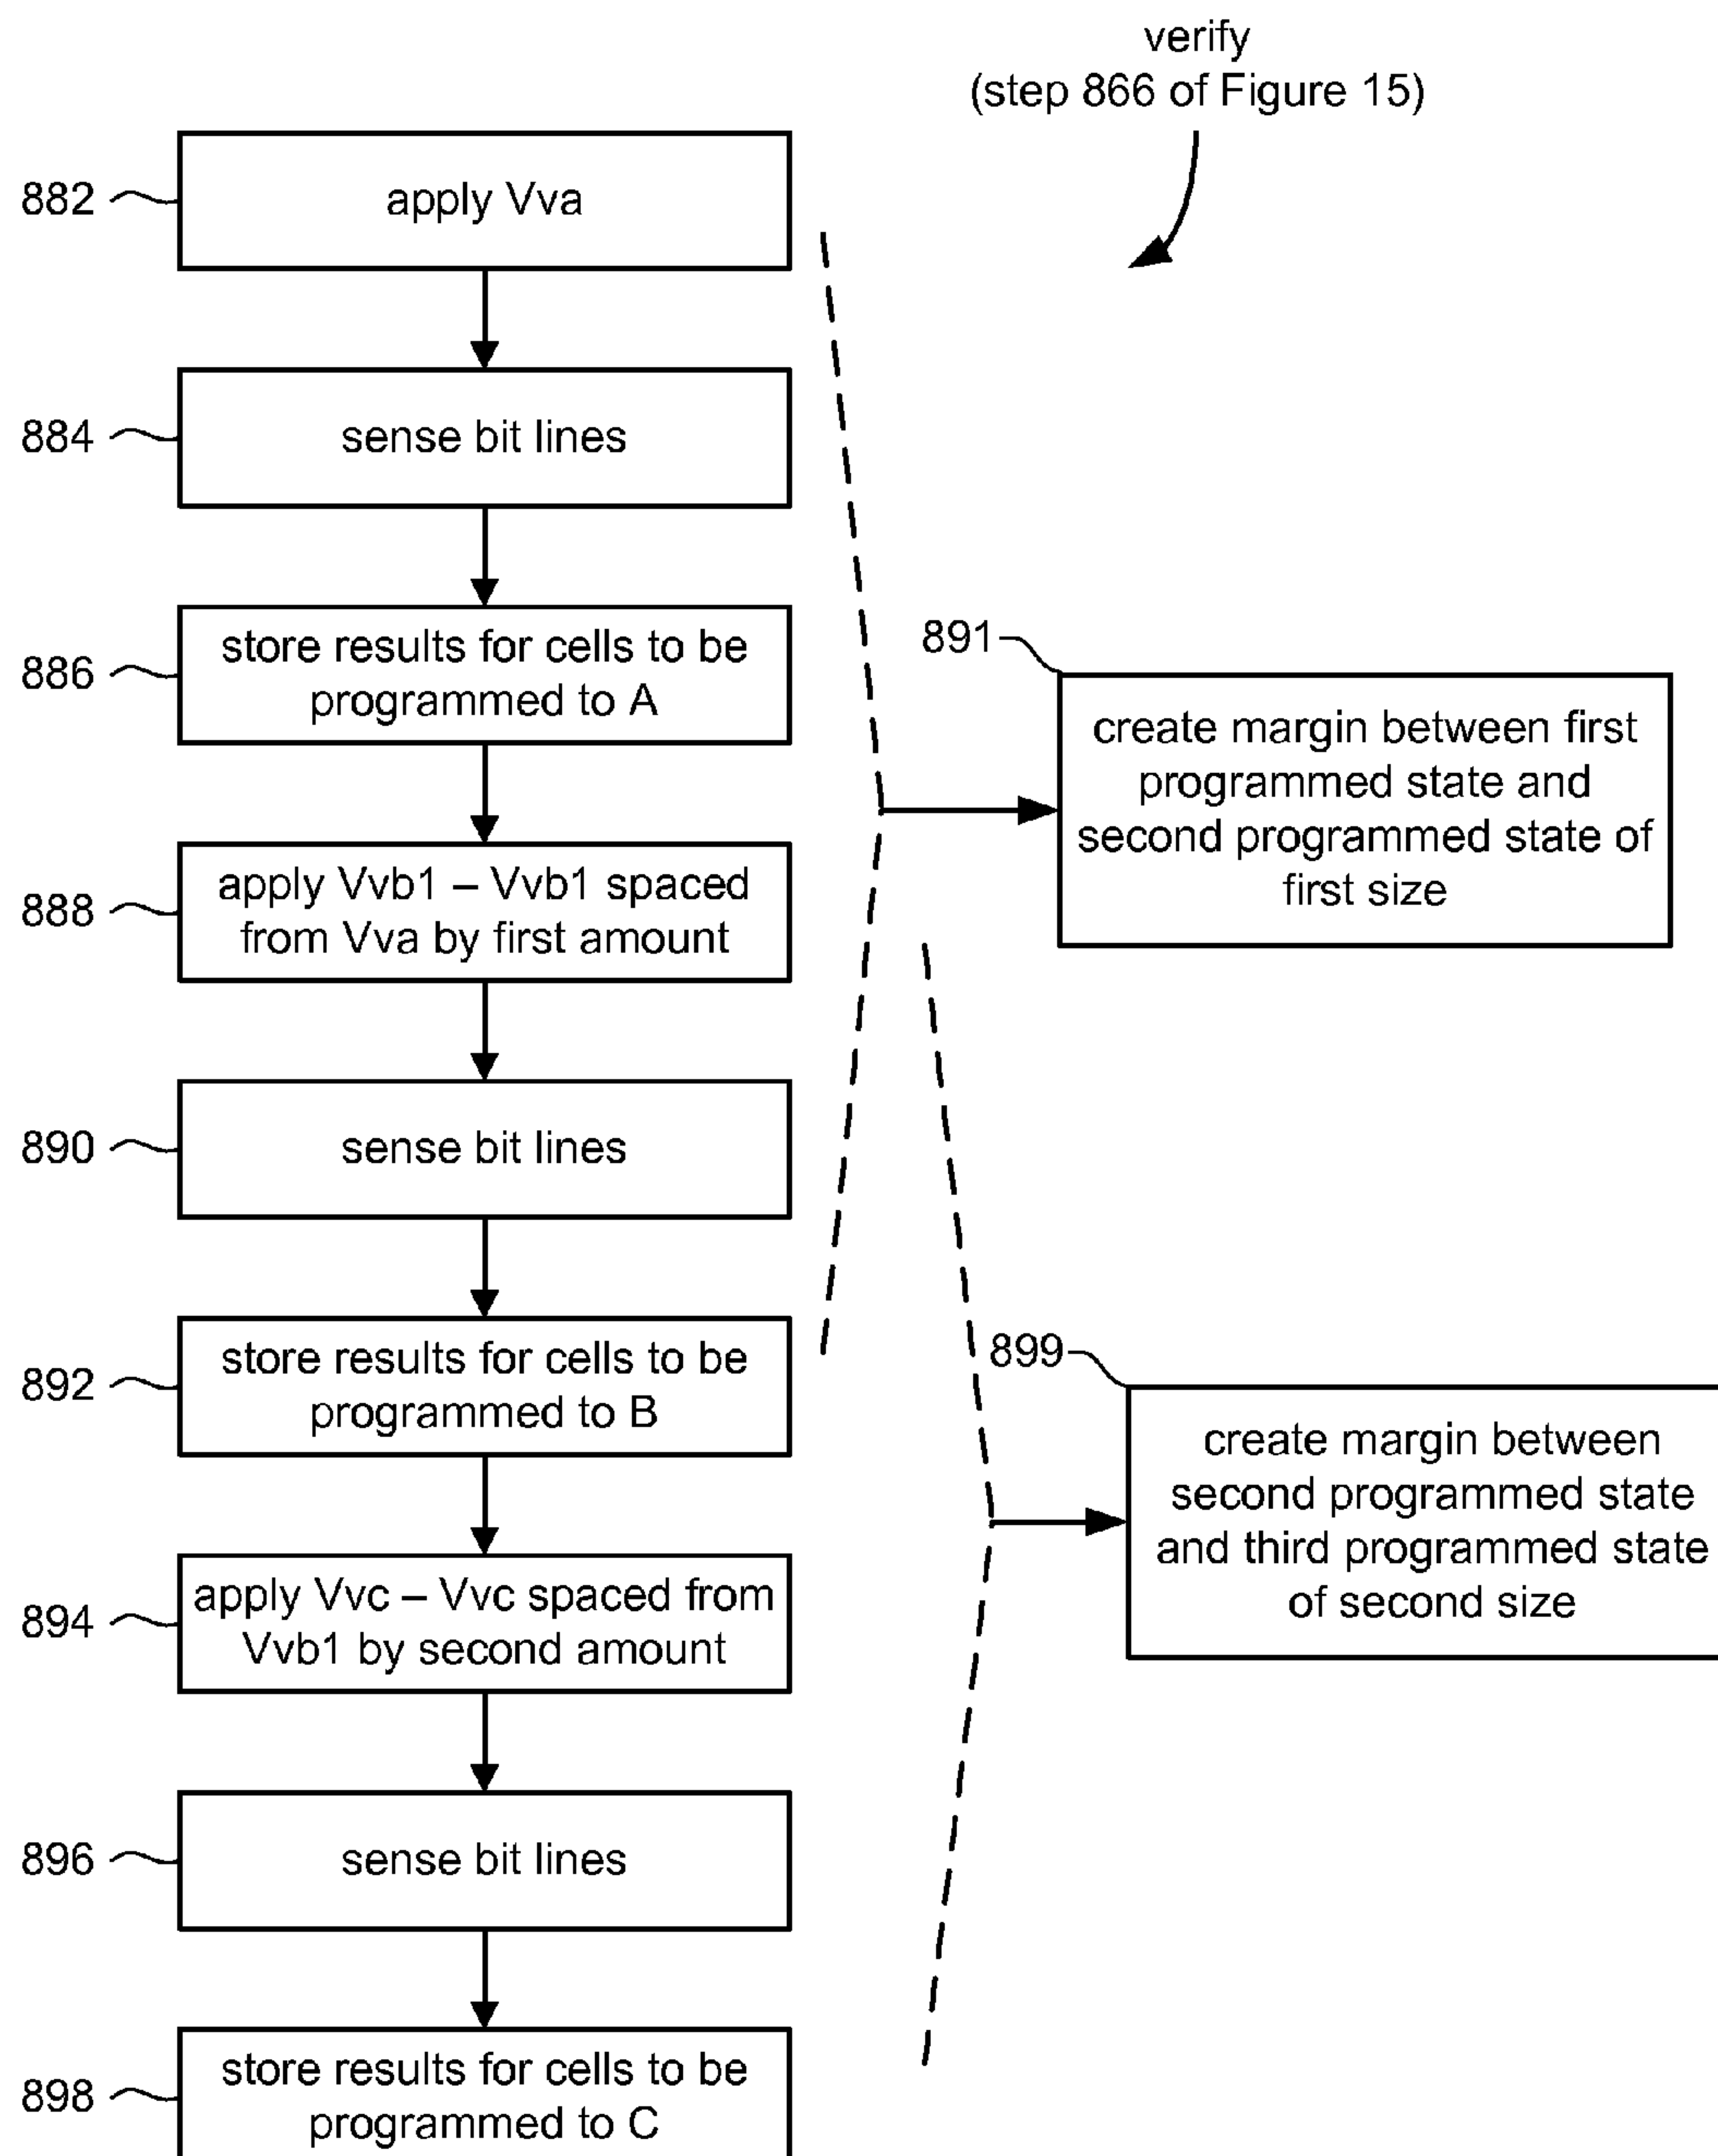 verify
(step 866 of Figure 15)
882
apply Vva
884
sense bit lines
886
store results for cells to be
programmed to A
891
create margin between first
programmed state and
second programmed state of
first size
888
apply Vvb1 – Vvb1 spaced
from Vva by first amount
890
sense bit lines
892
store results for cells to be
programmed to B
899
create margin between
second programmed state
and third programmed state
of second size
894
apply Vvc – Vvc spaced from
Vvb1 by second amount
896
sense bit lines
898
store results for cells to be
programmed to C